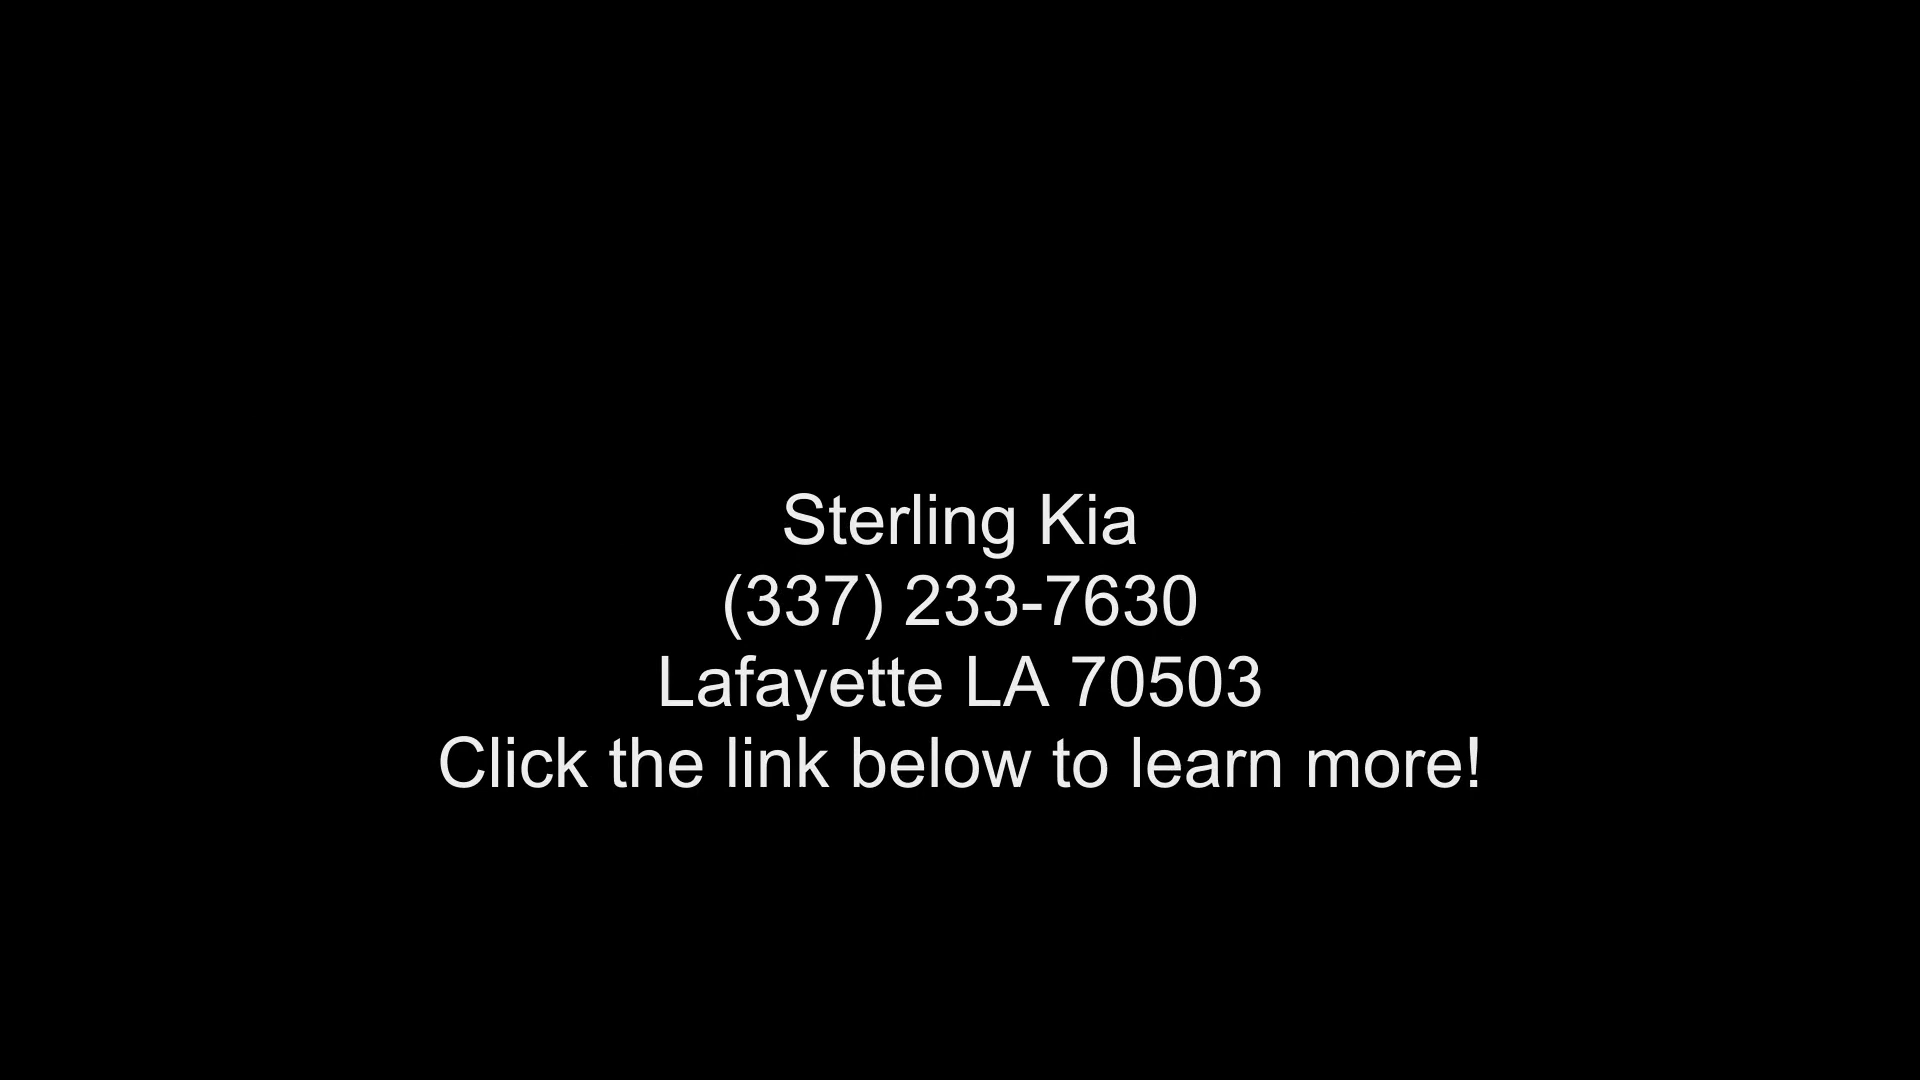 Sterling Kia
(337) 233-7630
Lafayette LA 70503
Click the link below to learn more!